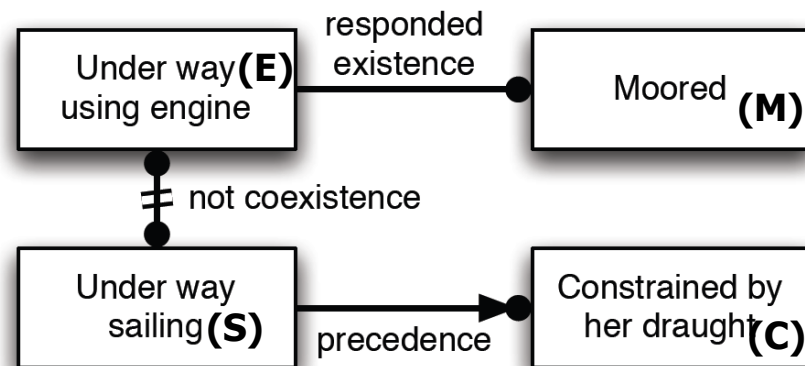 Under way (E)
using engine
responded
existence
Moored
(M)
not coexistence
Under way
sailing (S)
precedence
Constrained by
her draught (C)